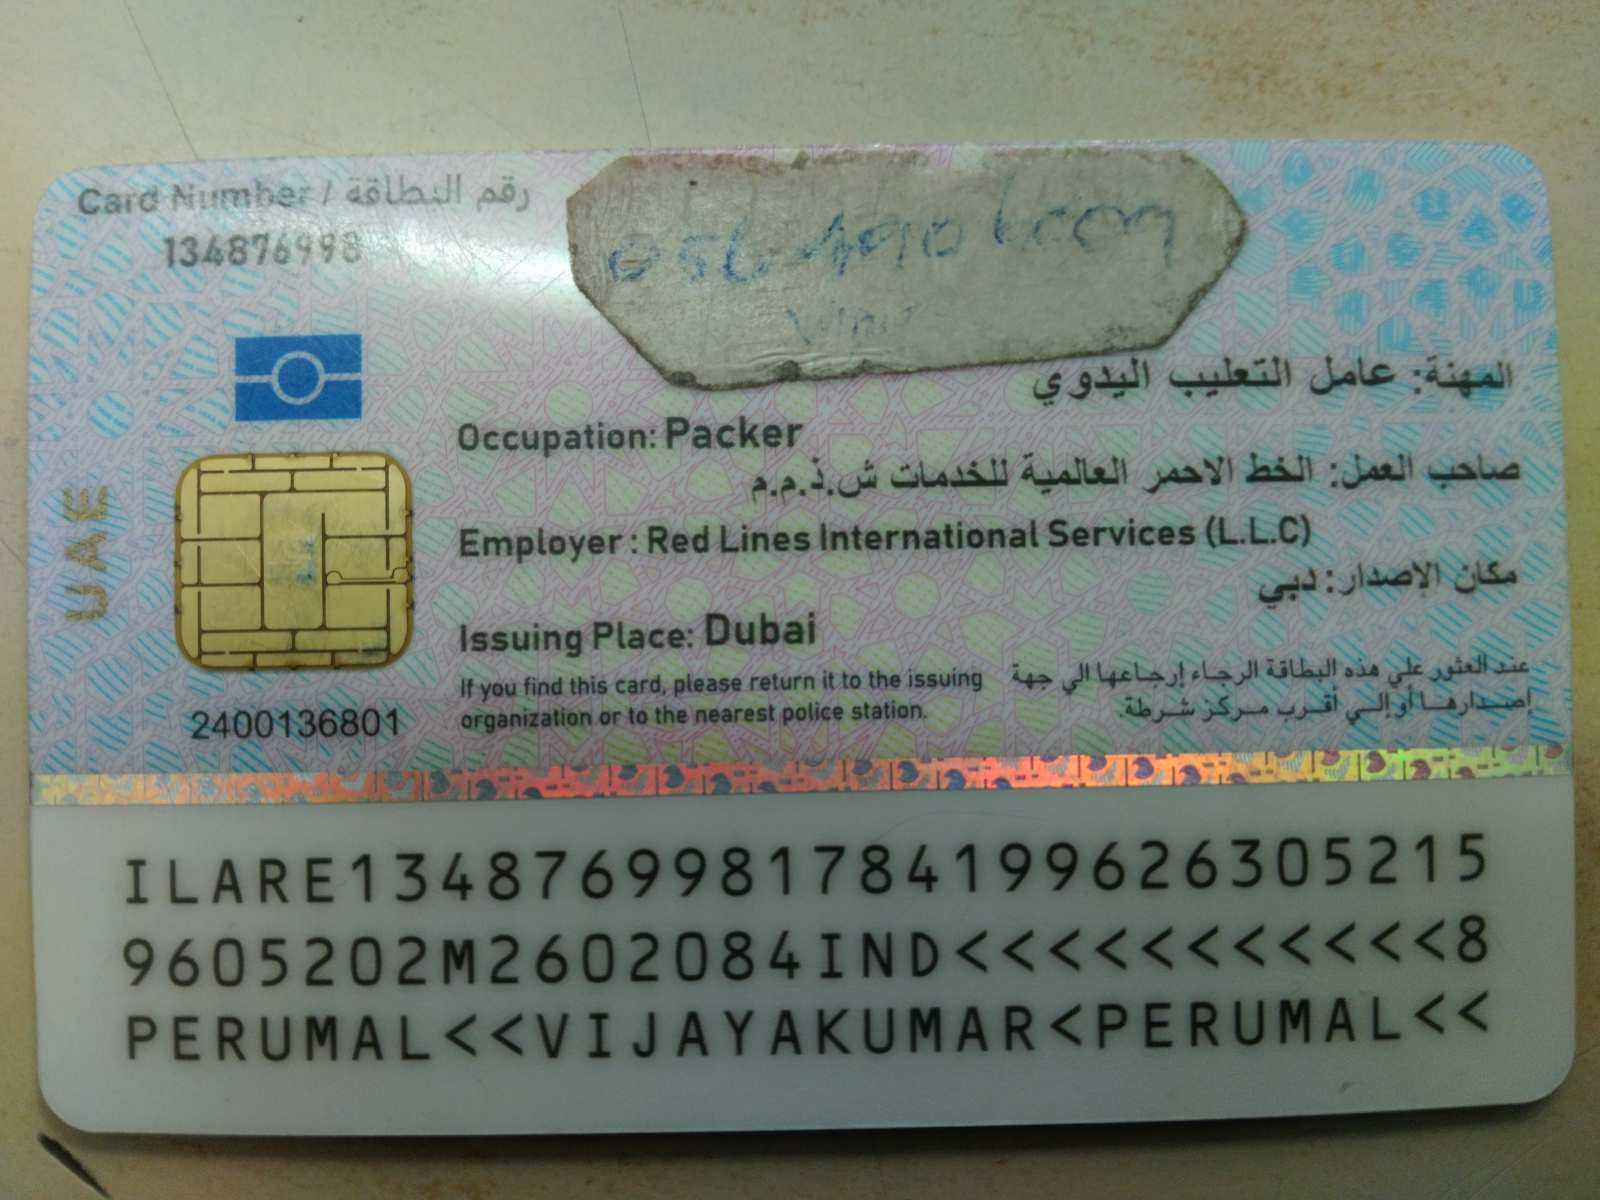 Card Number / رقم البطاقة
134876998
المهنة: عامل التعليب اليدوي
Occupation: Packer
صاحب العمل: الخط الاحمر العالمية للخدمات ش.ذ.م.م
Employer : Red Lines International Services (L.L.C)
مكان الإصدار: دبي
Issuing Place: Dubai
عند العثور علي هذه البطاقة الرجاء إرجاعها الي جهة
إصدارها أو إلي أقرب مركز شرطة.
If you find this card, please return it to the issuing
organization or to the nearest police station.
UAE
2400136801
ILARE1348769981784199626305215
9605202M2602084IND<<<<<<<<<<<8
PERUMAL<<VIJAYAKUMAR<PERUMAL<<